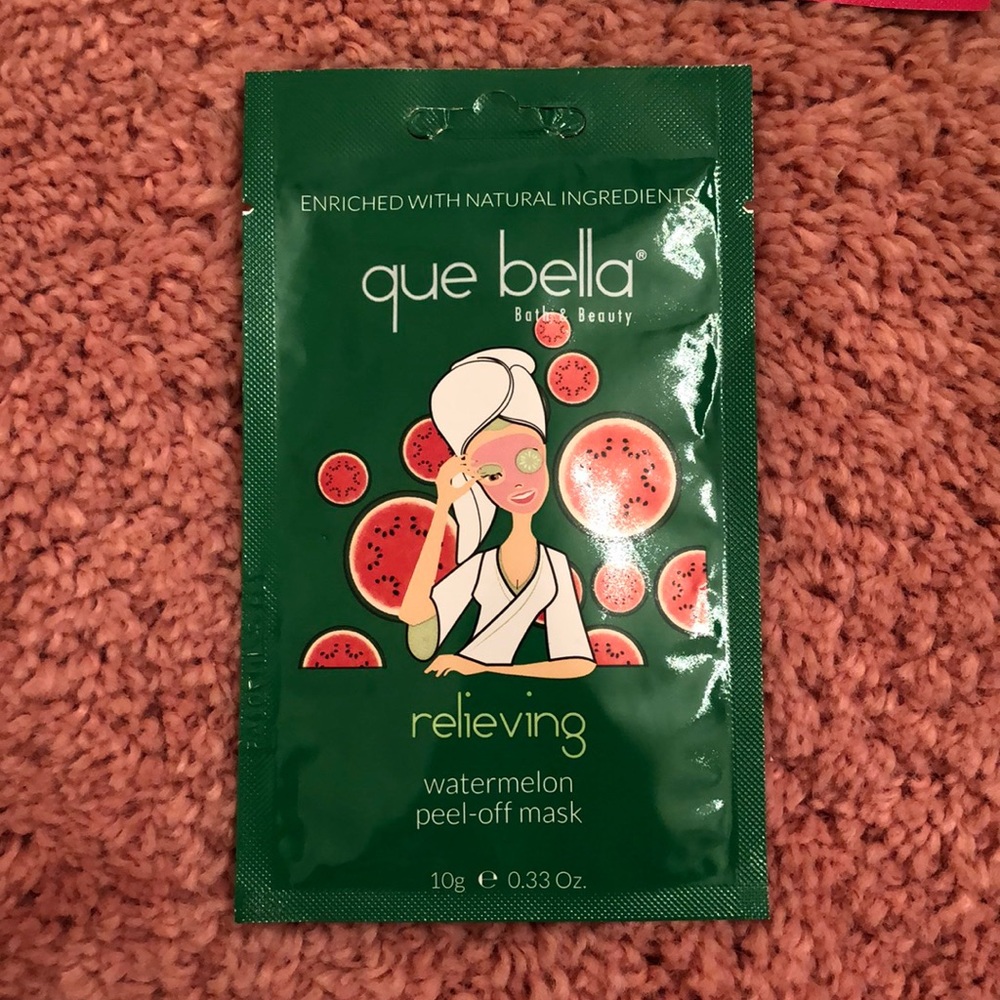 ENRICHED WITH NATURAL INGREDIENTS
que bella®
Bath & Beauty
relieving
watermelon
peel-off mask
10g ℮ 0.33 Oz.